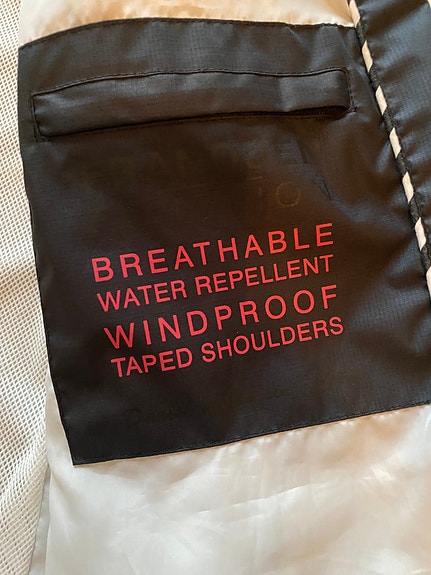 BREATHABLE
WATER REPELLENT
WINDPROOF
TAPED SHOULDERS